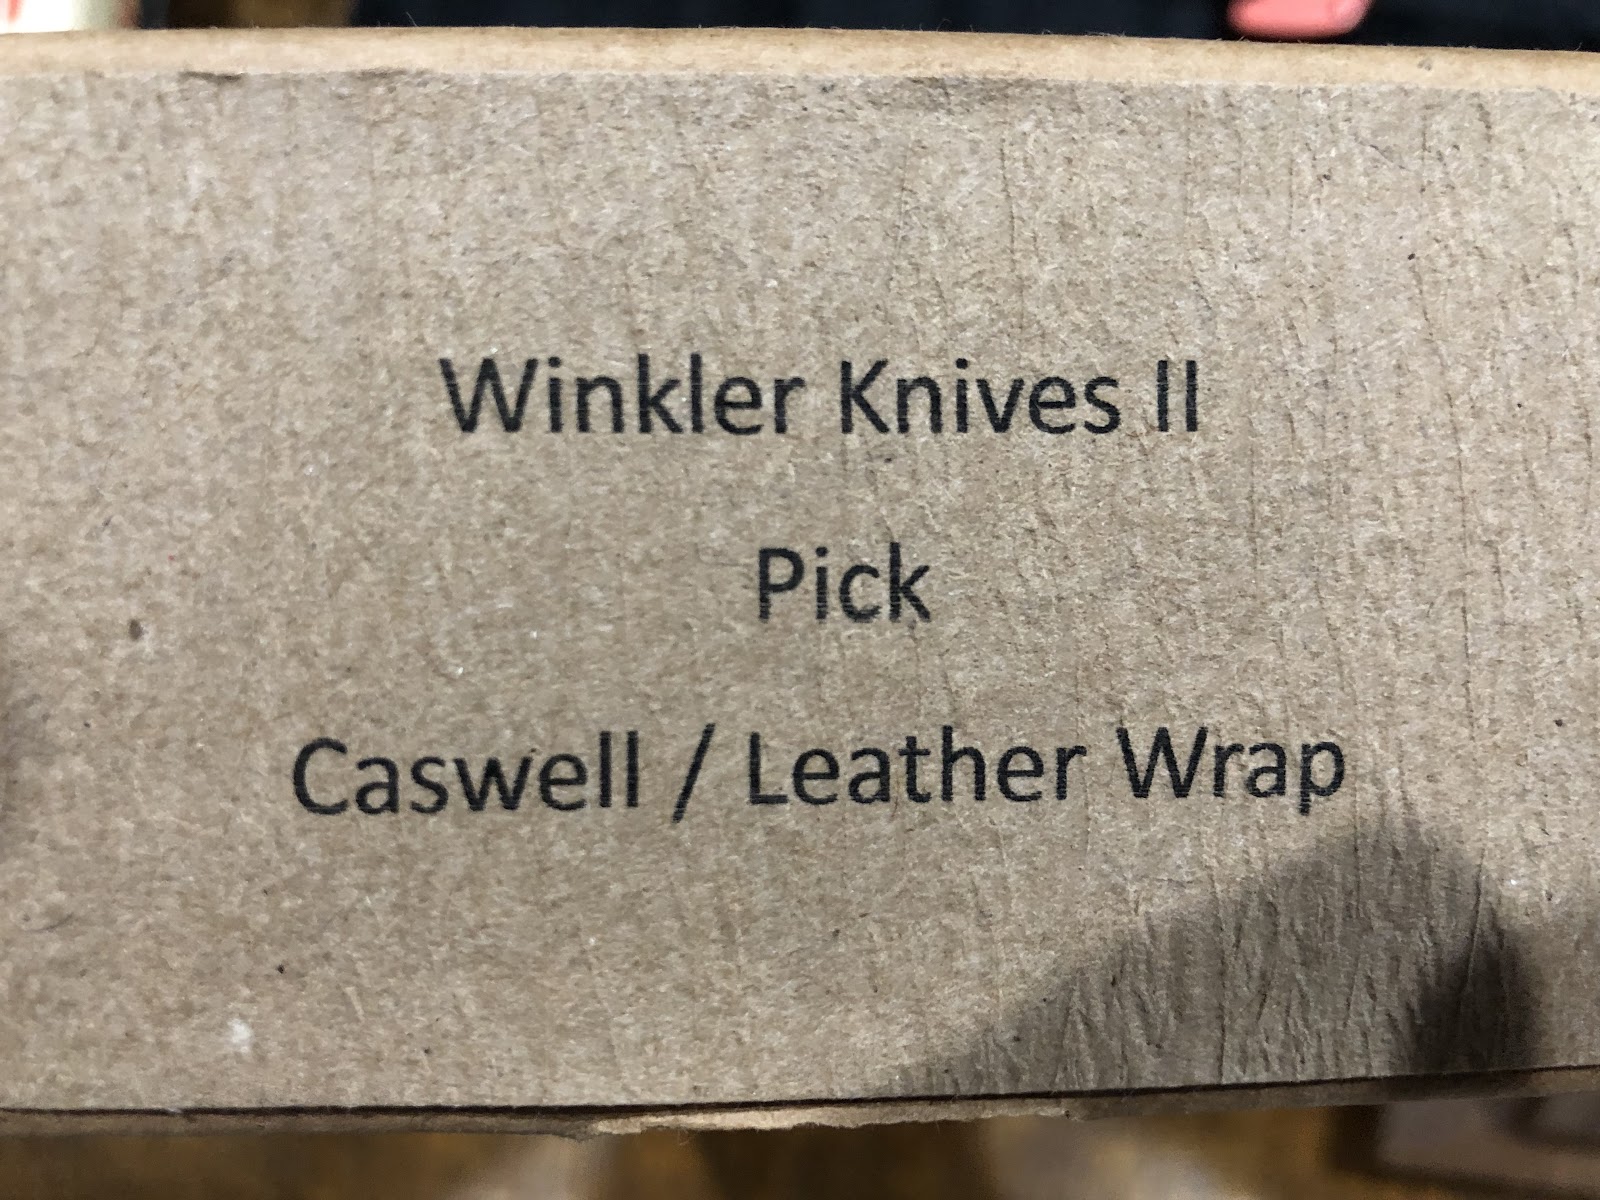 Winkler Knives II
Pick
Caswell / Leather Wrap